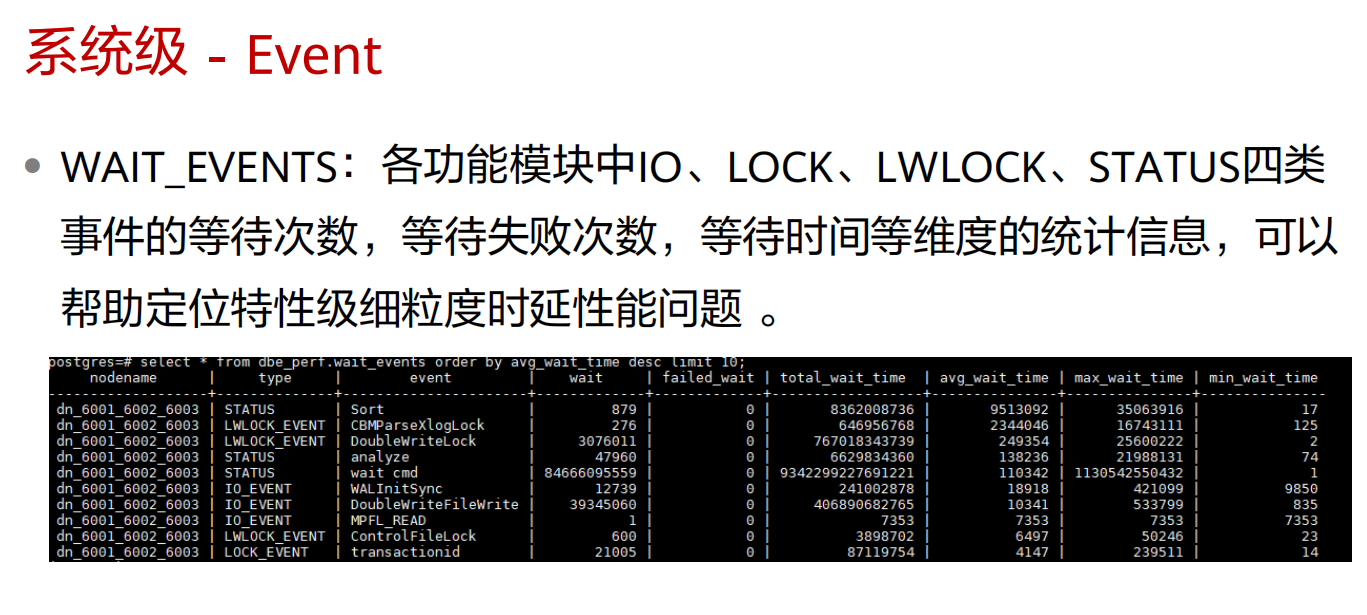 系统级 - Event
WAIT_EVENTS：各功能模块中IO、LOCK、LWLOCK、STATUS四类
事件的等待次数，等待失败次数，等待时间等维度的统计信息，可以
帮助定位特性级细粒度时延性能问题 。
postgres=# select * from dbe_perf.wait_events order by avg_wait_time desc limit 10;
nodename | type | event | wait | failed_wait | total_wait_time | avg_wait_time | max_wait_time | min_wait_time
dn_6001_6002_6003 | STATUS | Sort | 879 | 0 | 8362008736 | 9513092 | 35063916 | 17
dn_6001_6002_6003 | LWLOCK_EVENT | CBMParseXlogLock | 276 | 0 | 646956768 | 2344046 | 16743111 | 125
dn_6001_6002_6003 | LWLOCK_EVENT | DoubleWriteLock | 3076011 | 0 | 767018343739 | 249354 | 25600222 | 2
dn_6001_6002_6003 | STATUS | analyze | 47960 | 0 | 6629834360 | 138236 | 21988131 | 74
dn_6001_6002_6003 | STATUS | wait cmd | 84666095559 | 0 | 9342299227691221 | 110342 | 1130542550432 | 1
dn_6001_6002_6003 | IO_EVENT | WALInitSync | 12739 | 0 | 241002878 | 18918 | 421099 | 9850
dn_6001_6002_6003 | IO_EVENT | DoubleWriteFileWrite | 39345060 | 0 | 406890682765 | 10341 | 533799 | 835
dn_6001_6002_6003 | IO_EVENT | MPFL_READ | 1 | 0 | 7353 | 7353 | 7353 | 7353
dn_6001_6002_6003 | LWLOCK_EVENT | ControlFileLock | 600 | 0 | 3898702 | 6497 | 50246 | 23
dn_6001_6002_6003 | LOCK_EVENT | transactionid | 21005 | 0 | 87119754 | 4147 | 239511 | 14